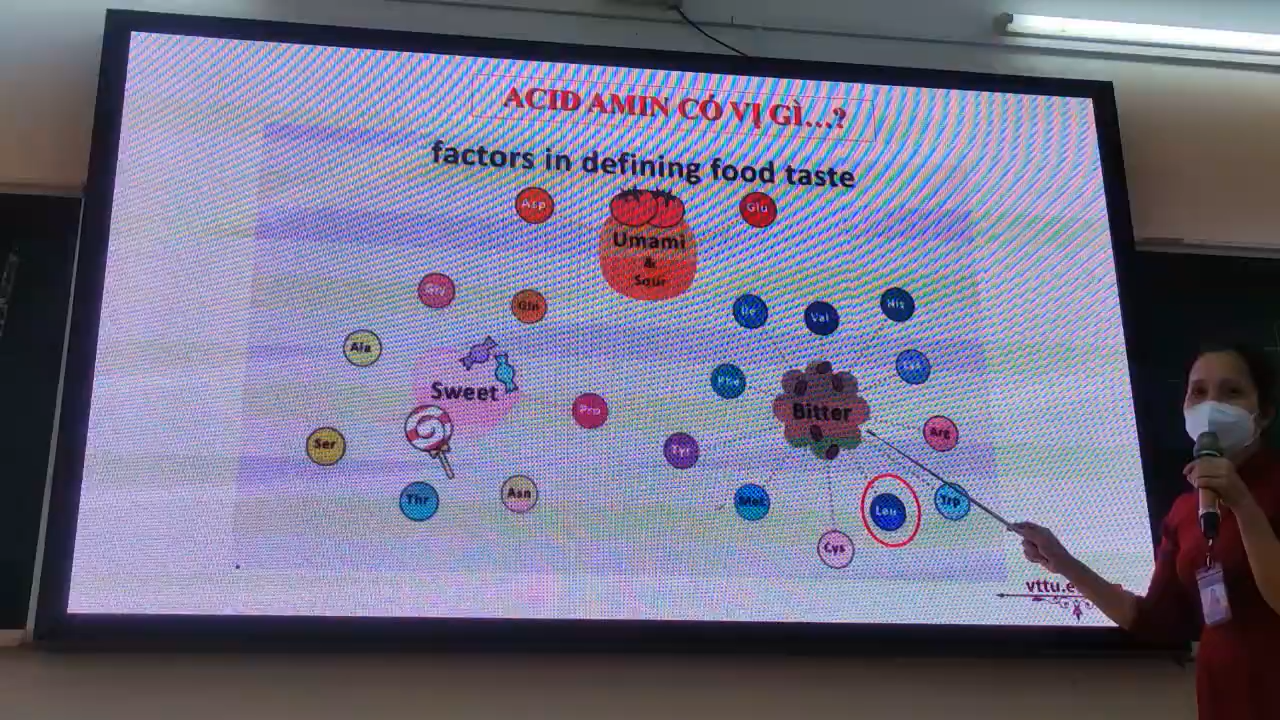 ACID AMIN CÓ VỊ GÌ...?
factors in defining food taste
Asp
Glu
Umami
&
Sour
Gly
Gln
Ile
Val
His
Ala
Lys
Phe
Sweet
Bitter
Pro
Arg
Ser
Tyr
Thr
Asn
Met
Leu
Trp
Cys
vttu.e